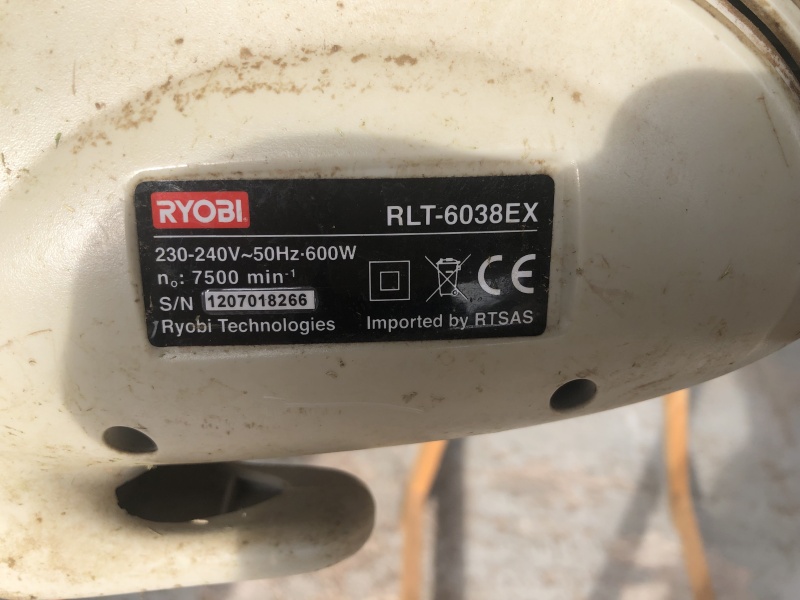 RYOBI
RLT-6038EX
230-240V~50Hz·600W
n₀: 7500 min⁻¹
S/N 1207018266
Ryobi Technologies
Imported by RTSAS
CE